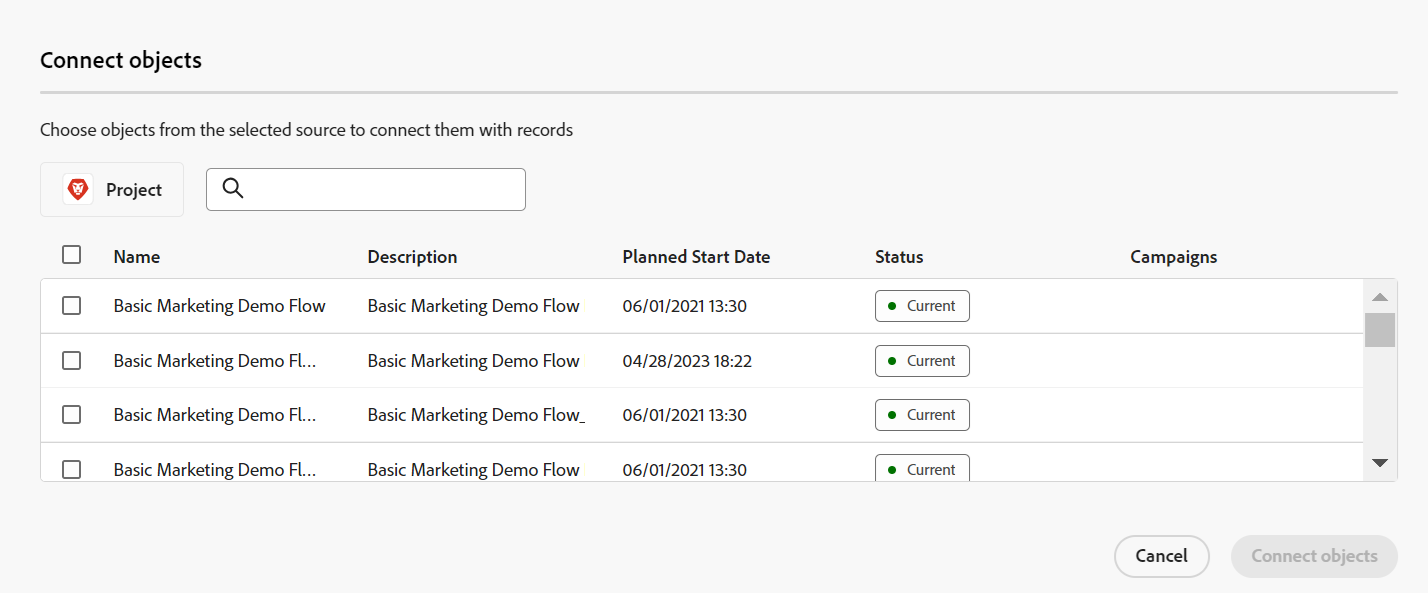 Connect objects
Choose objects from the selected source to connect them with records
Project
Name Description Planned Start Date Status Campaigns
Basic Marketing Demo Flow Basic Marketing Demo Flow 06/01/2021 13:30 Current
Basic Marketing Demo Fl... Basic Marketing Demo Flow 04/28/2023 18:22 Current
Basic Marketing Demo Fl... Basic Marketing Demo Flow_ 06/01/2021 13:30 Current
Basic Marketing Demo Fl... Basic Marketing Demo Flow 06/01/2021 13:30 Current
Cancel Connect objects